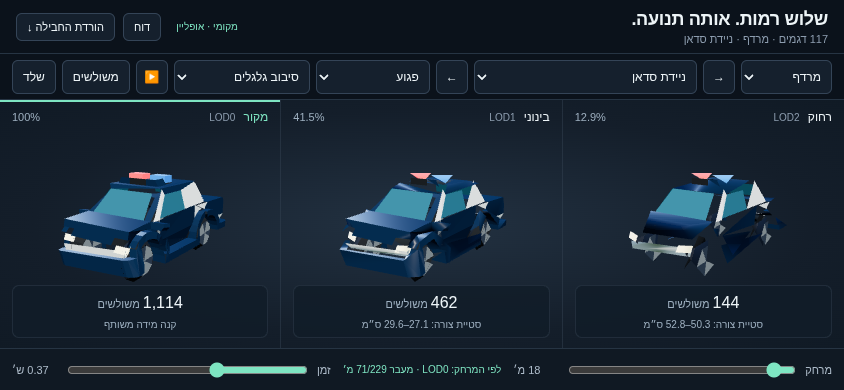 שלוש רמות. אותה תנועה.
117 דגמים · מרדף · ניידת סדאן
מקומי · אופליין
דוח
הורדת החבילה ↓
מרדף
→
ניידת סדאן
←
פגוע
סיבוב גלגלים
משולשים
שלד
רחוק LOD2 12.9%
בינוני LOD1 41.5%
מקור LOD0 100%
144 משולשים
סטיית צורה: 50.3–52.8 ס״מ
462 משולשים
סטיית צורה: 27.1–29.6 ס״מ
1,114 משולשים
קנה מידה משותף
מרחק
18 מ׳
לפי המרחק: LOD0 · מעבר 71/229 מ׳
זמן
0.37 ש׳